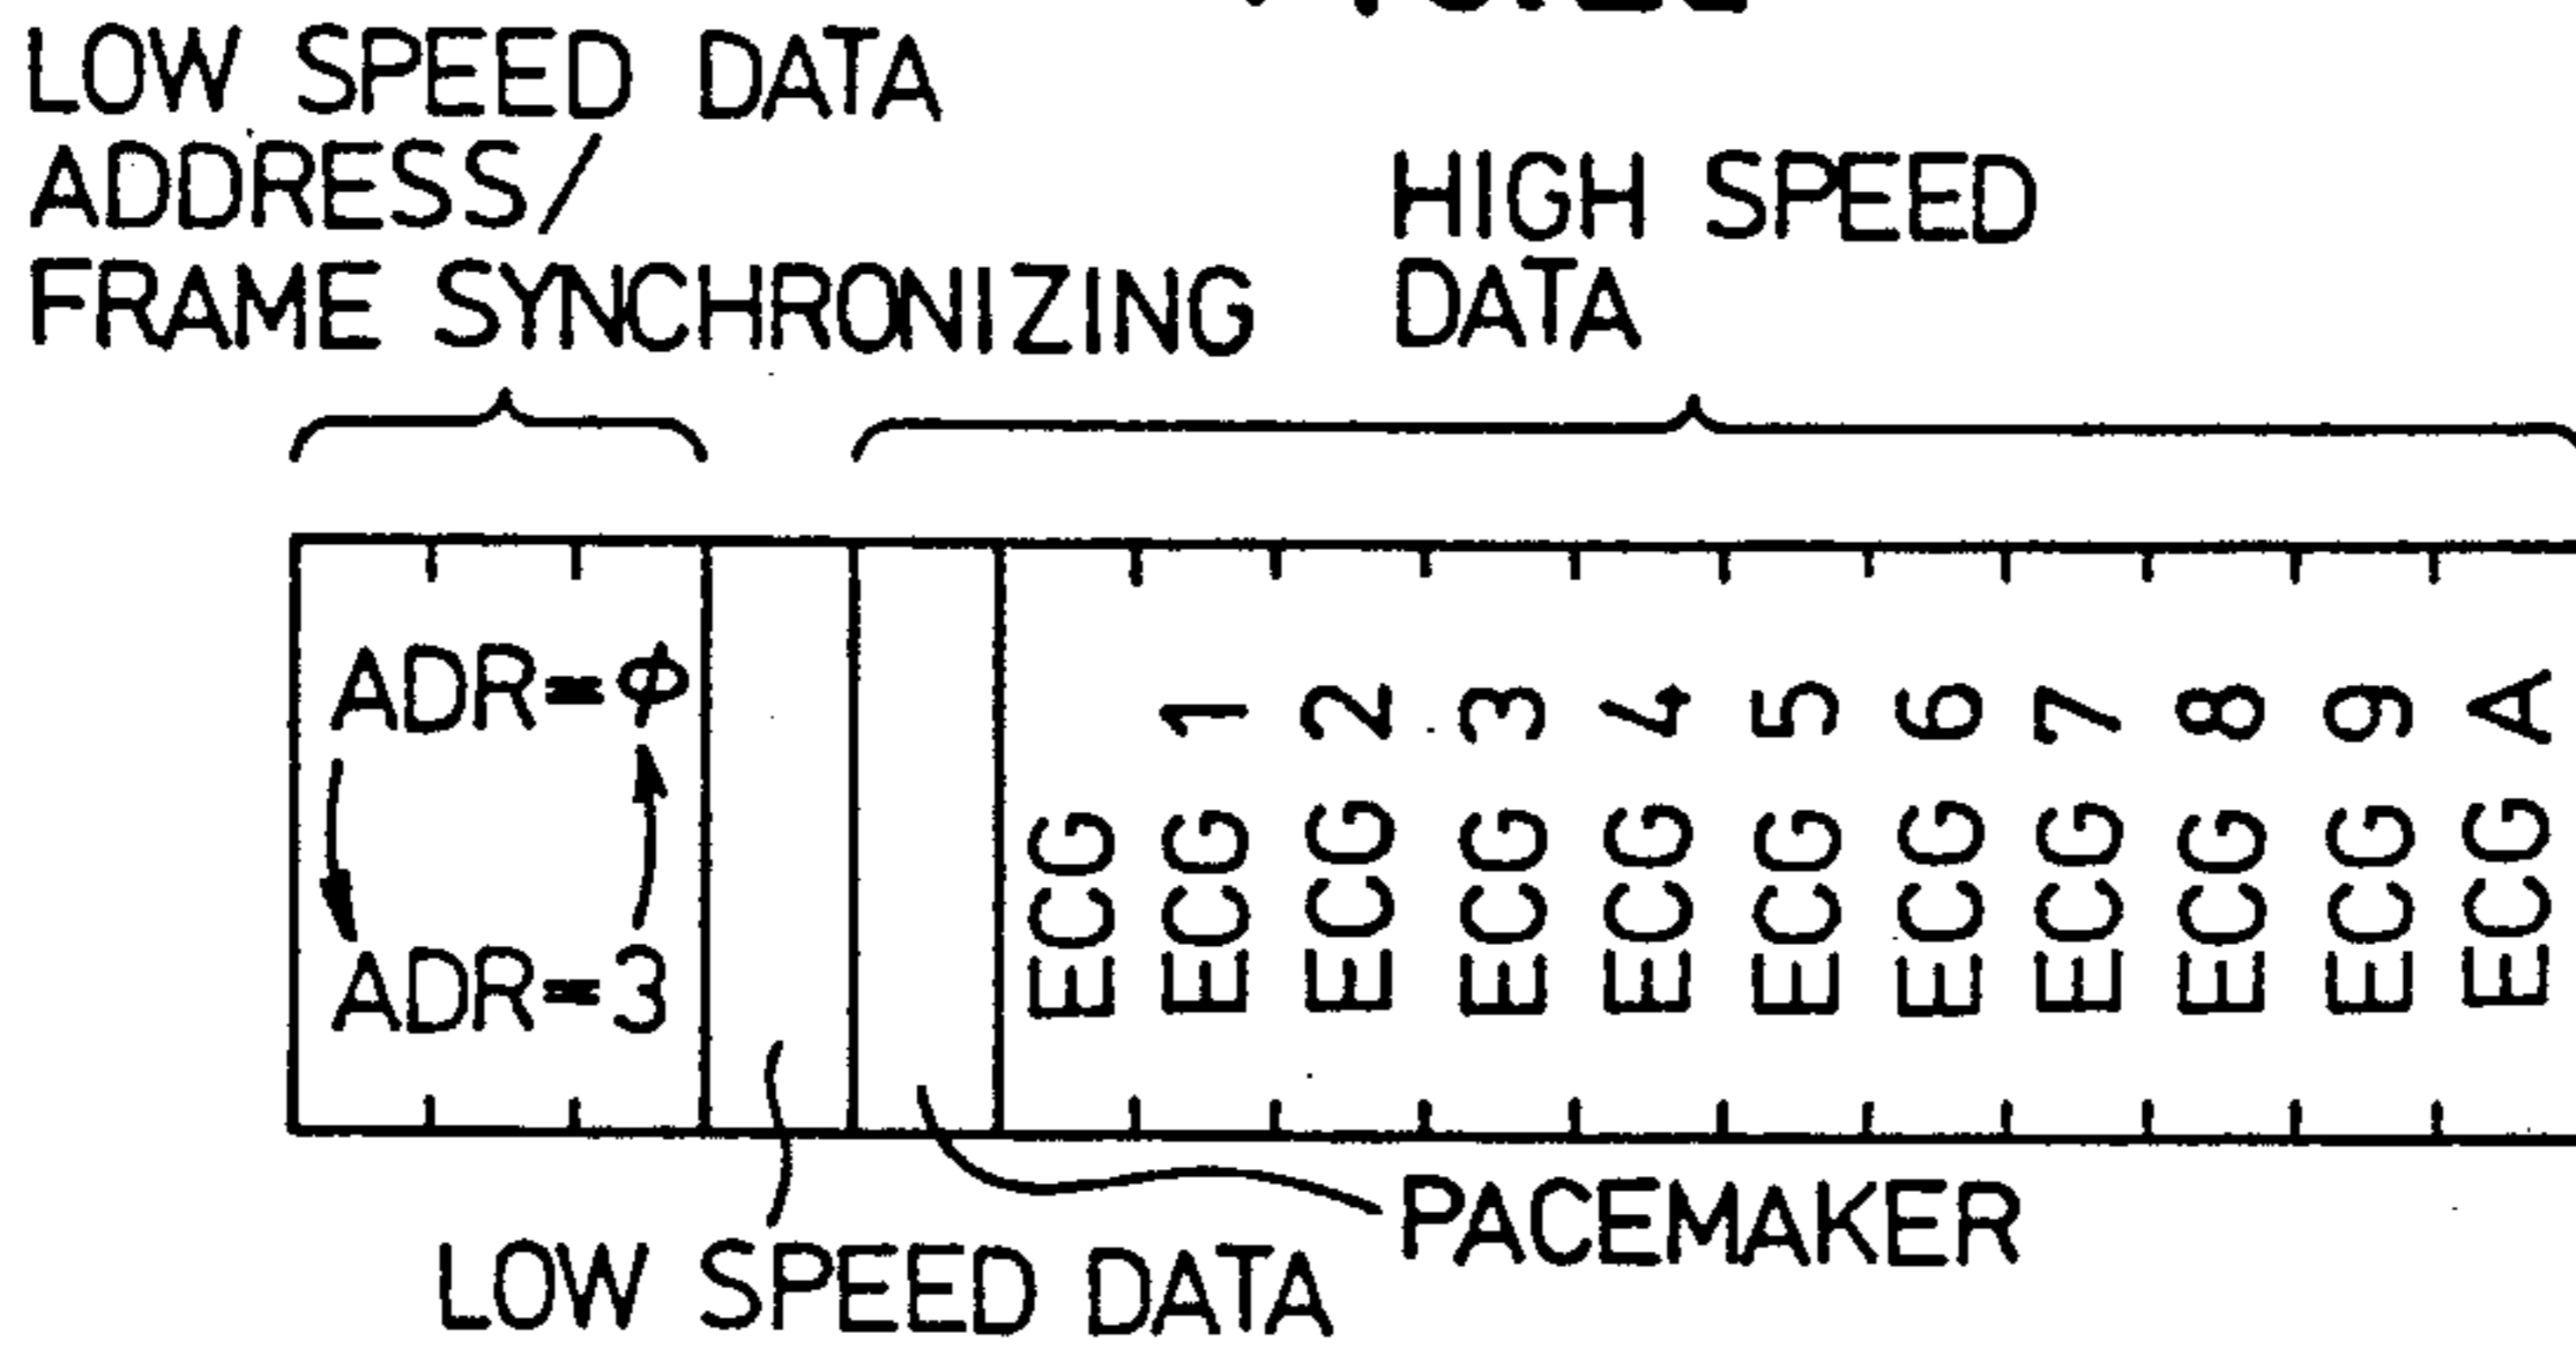 LOW SPEED DATA
ADDRESS/
FRAME SYNCHRONIZING
HIGH SPEED
DATA
ADR=φ
ADR=3
ECG
ECG 1
ECG 2
ECG 3
ECG 4
ECG 5
ECG 6
ECG 7
ECG 8
ECG 9
ECG A
PACEMAKER
LOW SPEED DATA